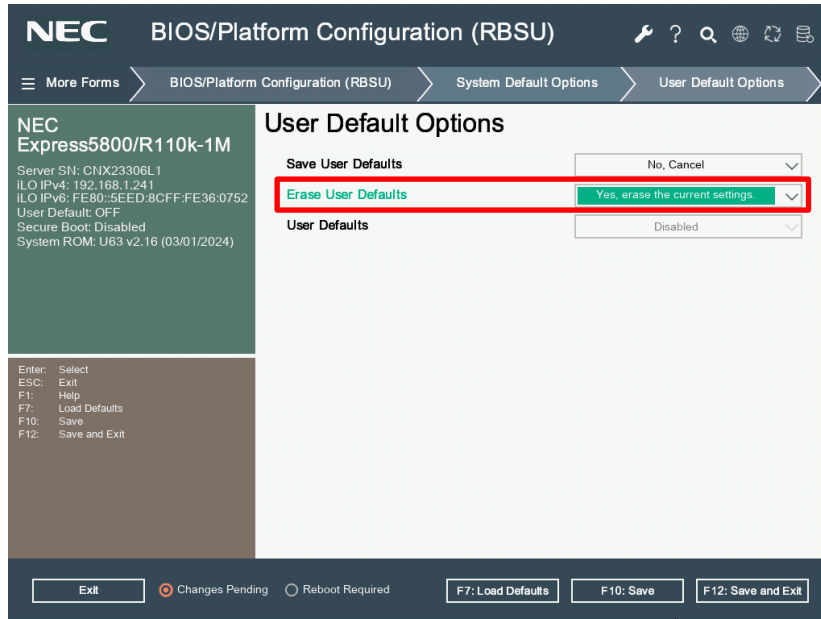 NEC BIOS/Platform Configuration (RBSU)
More Forms BIOS/Platform Configuration (RBSU) System Default Options User Default Options
NEC
Express5800/R110k-1M
Server SN: CNX23306L1
iLO IPv4: 192.168.1.241
iLO IPv6: FE80::5EED:8CFF:FE36:0752
User Default: OFF
Secure Boot: Disabled
System ROM: U63 v2.16 (03/01/2024)
User Default Options
Save User Defaults No, Cancel
Erase User Defaults Yes, erase the current settings.
User Defaults Disabled
Enter: Select
ESC: Exit
F1: Help
F7: Load Defaults
F10: Save
F12: Save and Exit
Exit Changes Pending Reboot Required F7: Load Defaults F10: Save F12: Save and Exit